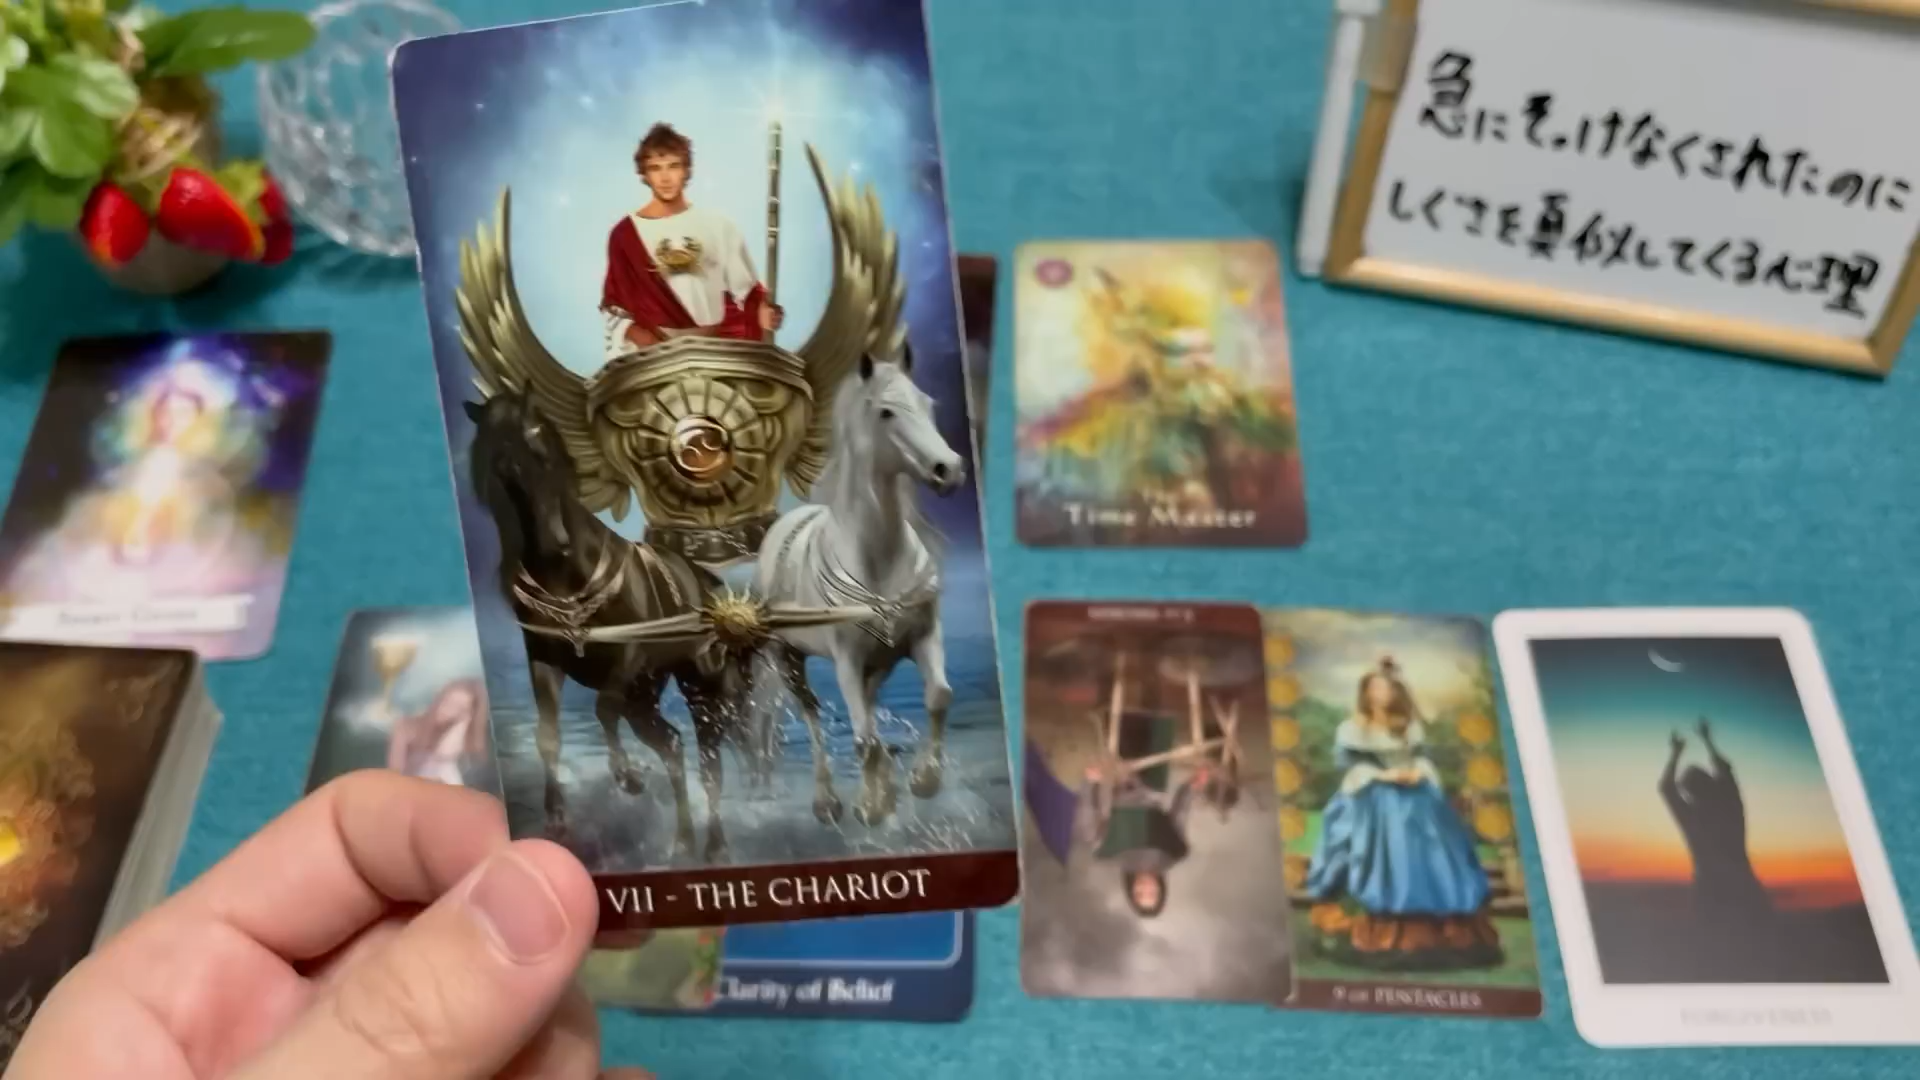 急にそっけなくされたのに
しぐさを真似してくる心理
Time Master
VII - THE CHARIOT
Clarity of Belief
9 OF PENTACLES
FORGIVENESS